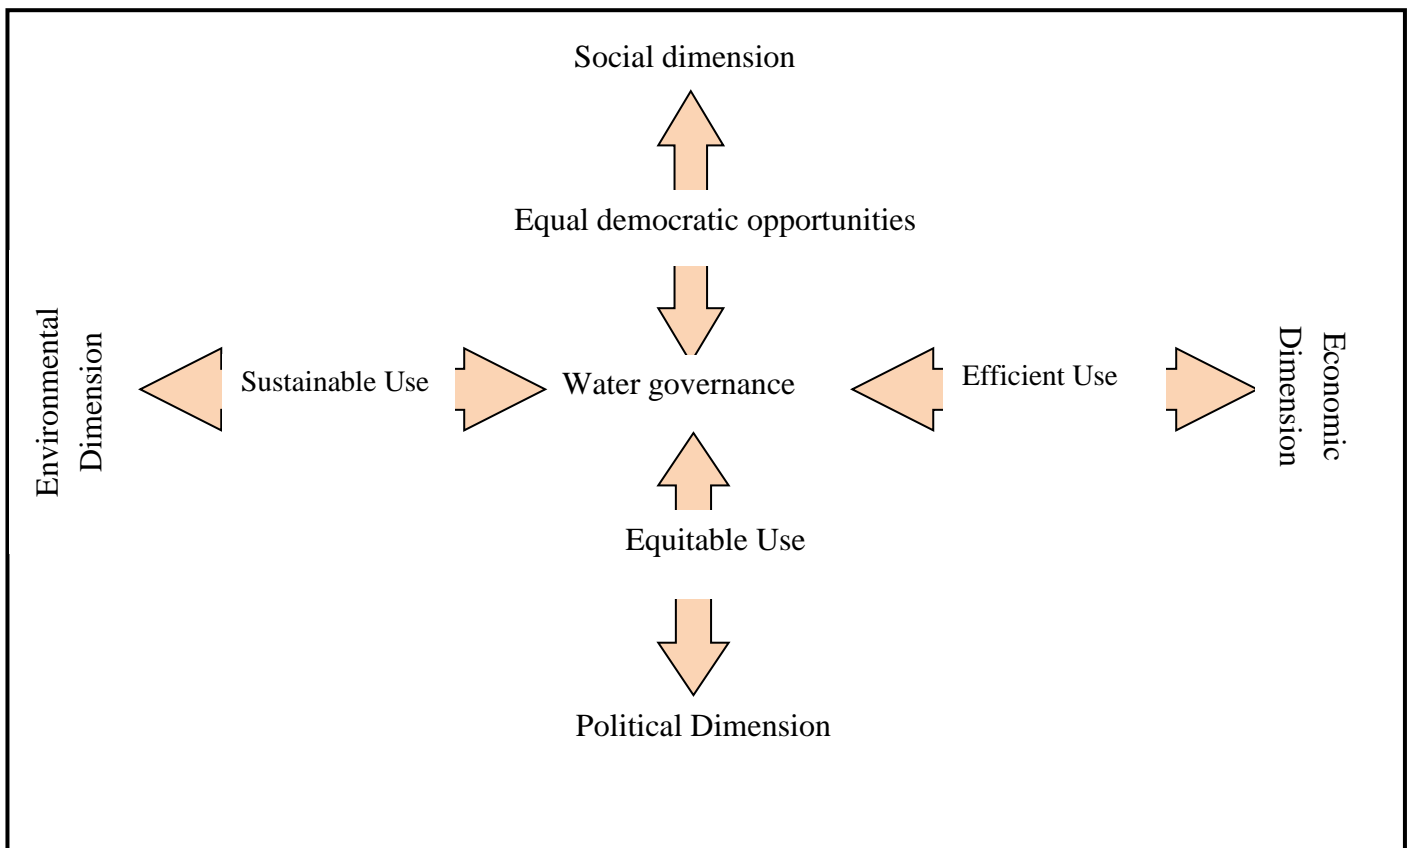 Social dimension
Equal democratic opportunities
Environmental
Dimension
Sustainable Use
Water governance
Efficient Use
Economic
Dimension
Equitable Use
Political Dimension